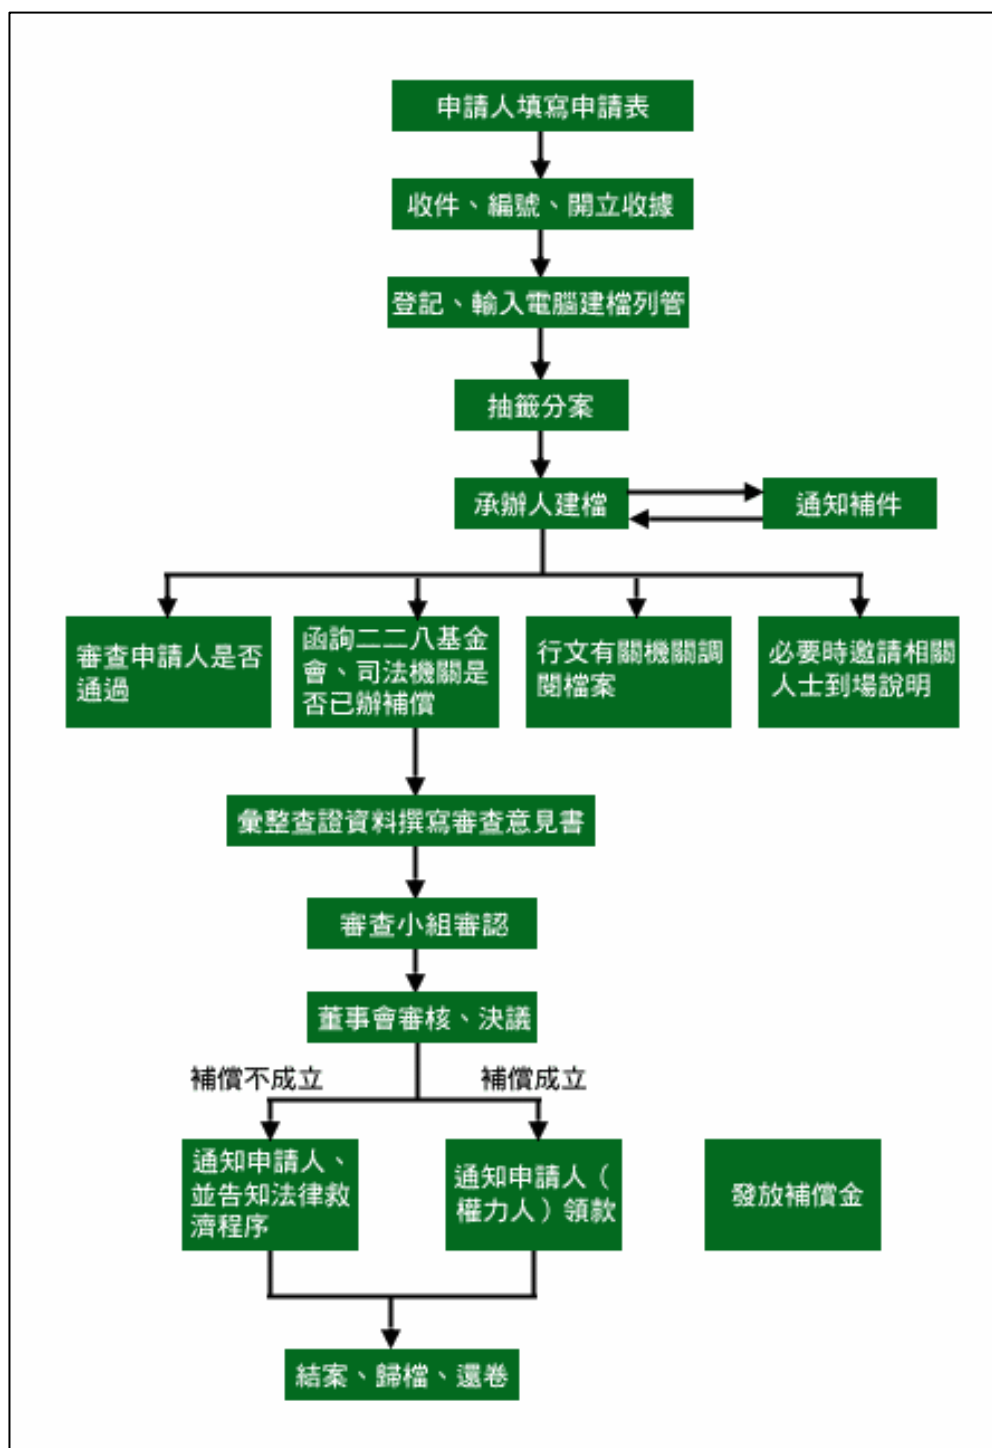 申請人填寫申請表
收件、編號、開立收據
登記、輸入電腦建檔列管
抽籤分案
承辦人建檔
通知補件
審查申請人是否
通過
函詢二二八基金
會、司法機關是
否已辦補償
行文有關機關調
閱檔案
必要時邀請相關
人士到場說明
彙整查證資料撰寫審查意見書
審查小組審認
董事會審核、決議
補償不成立
補償成立
通知申請人、
並告知法律救
濟程序
通知申請人（
權力人）領款
發放補償金
結案、歸檔、還卷